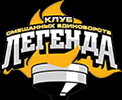 КЛУБ
СМЕШАННЫХ ЕДИНОБОРСТВ
ЛЕГЕНДА